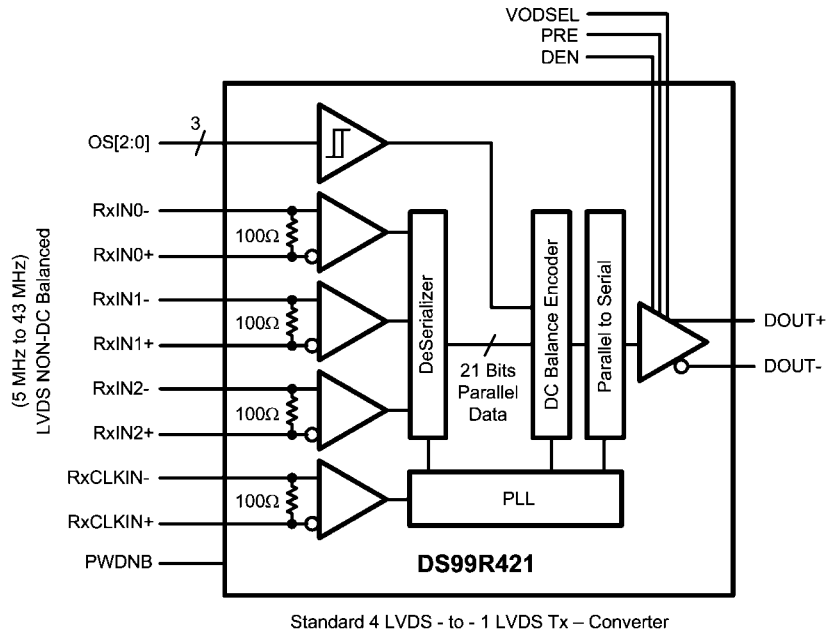 VODSEL
PRE
DEN
3
OS[2:0]
RxIN0-
100Ω
RxIN0+
RxIN1-
100Ω
RxIN1+
RxIN2-
100Ω
RxIN2+
RxCLKIN-
100Ω
RxCLKIN+
PWDNB
(5 MHz to 43 MHz)
LVDS NON-DC Balanced
DeSerializer
21 Bits
Parallel
Data
DC Balance Encoder
Parallel to Serial
DOUT+
DOUT-
PLL
DS99R421
Standard 4 LVDS - to - 1 LVDS Tx – Converter